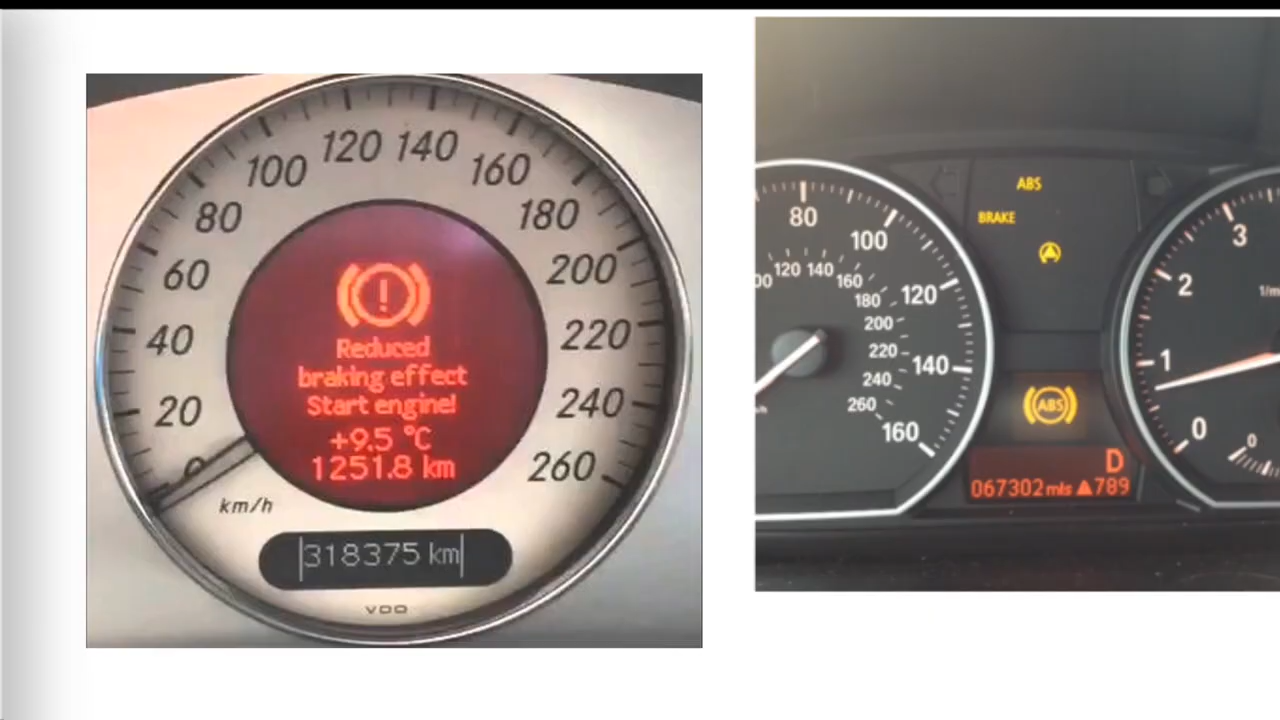 120 140
100 160
80 180
60 200
40 220
20 240
0 260
Reduced
braking effect
Start engine!
+9.5 °C
1251.8 km
km/h
318375 km
VDO
ABS
BRAKE
80
100
120
140
160
120 140 160
180
200
220
240
260
ABS
D
067302 mls ▲789
3
2
1
0
0
1/m